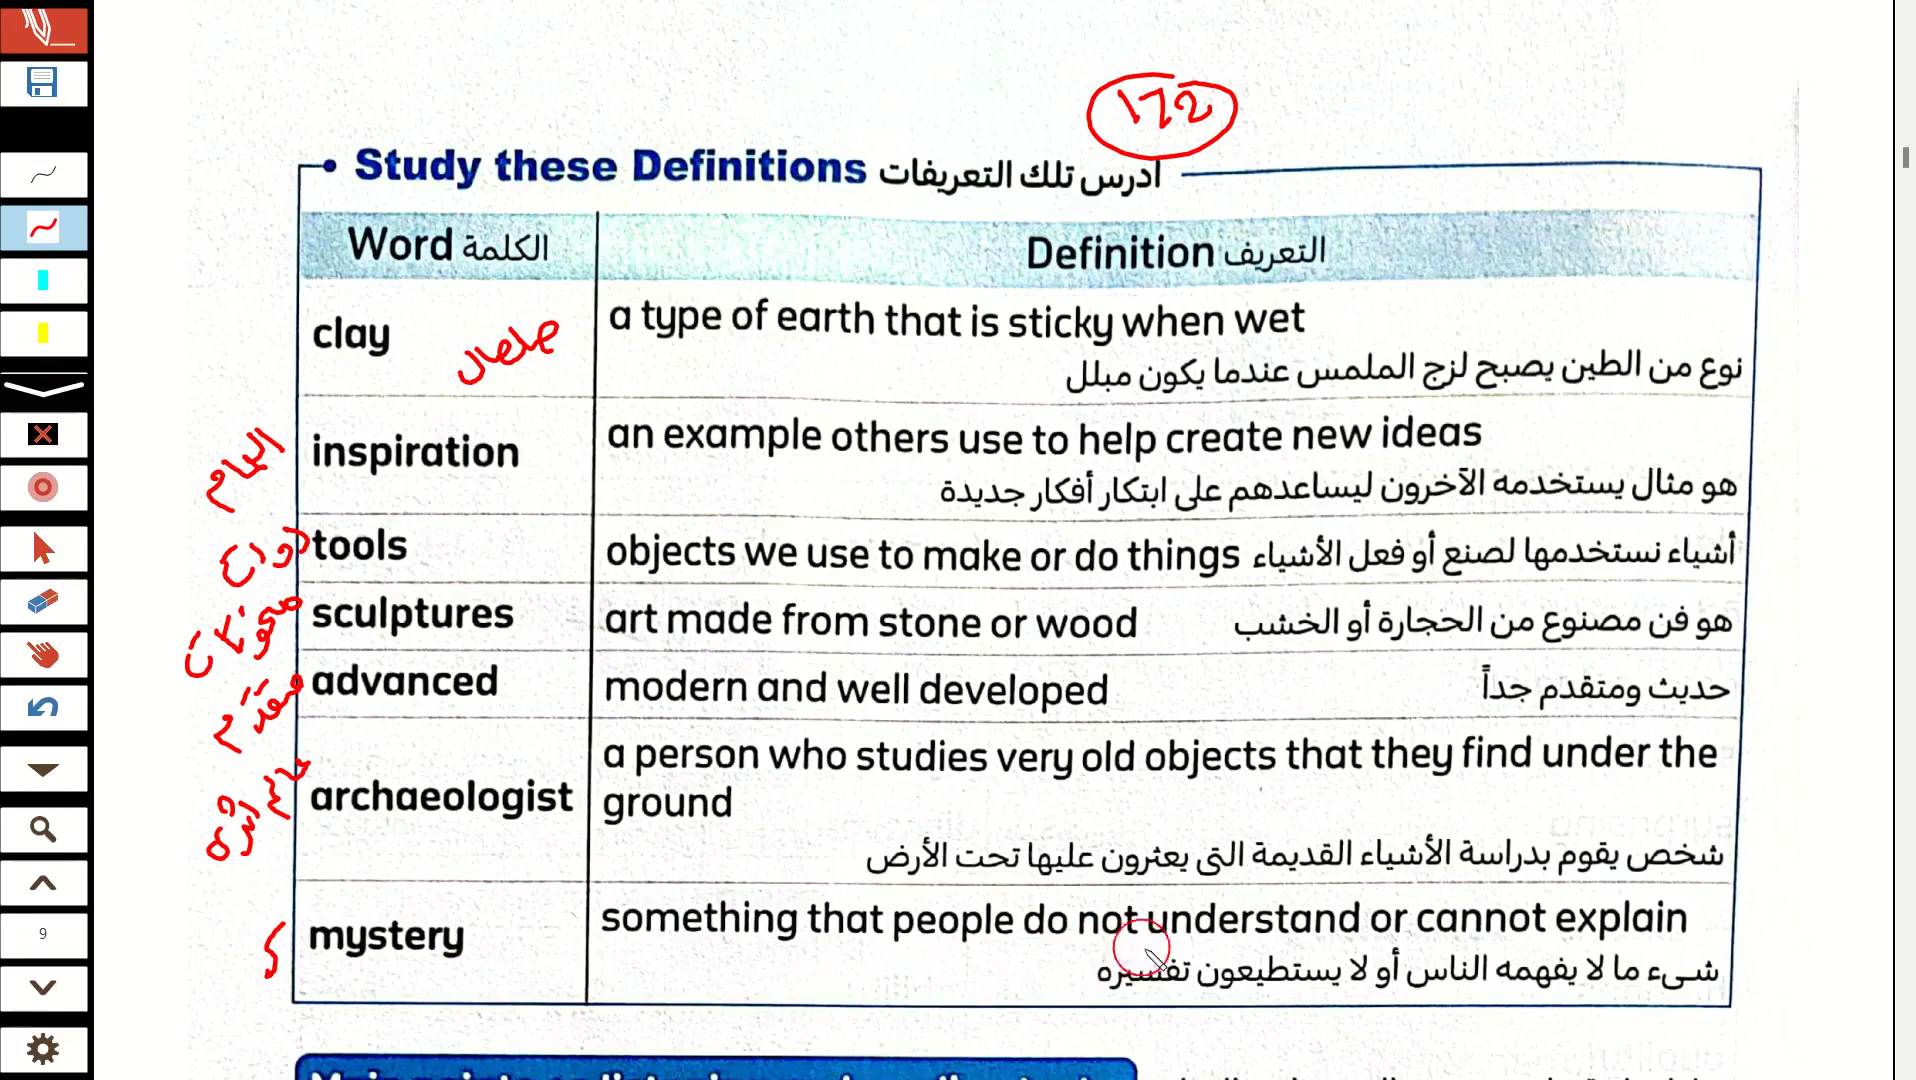 172
Study these Definitions ادرس تلك التعريفات
Word الكلمة
Definition التعريف
clay
صلصال
a type of earth that is sticky when wet
نوع من الطين يصبح لزج الملمس عندما يكون مبلل
inspiration
إلهام
an example others use to help create new ideas
هو مثال يستخدمه الآخرون ليساعدهم على ابتكار أفكار جديدة
tools
أدوات
objects we use to make or do things أشياء نستخدمها لصنع أو فعل الأشياء
sculptures
منحوتات
art made from stone or wood هو فن مصنوع من الحجارة أو الخشب
advanced
متقدم
modern and well developed حديث ومتقدم جداً
archaeologist
عالم
a person who studies very old objects that they find under the
ground
شخص يقوم بدراسة الأشياء القديمة التى يعثرون عليها تحت الأرض
mystery
something that people do not understand or cannot explain
شىء ما لا يفهمه الناس أو لا يستطيعون تفسيره
9